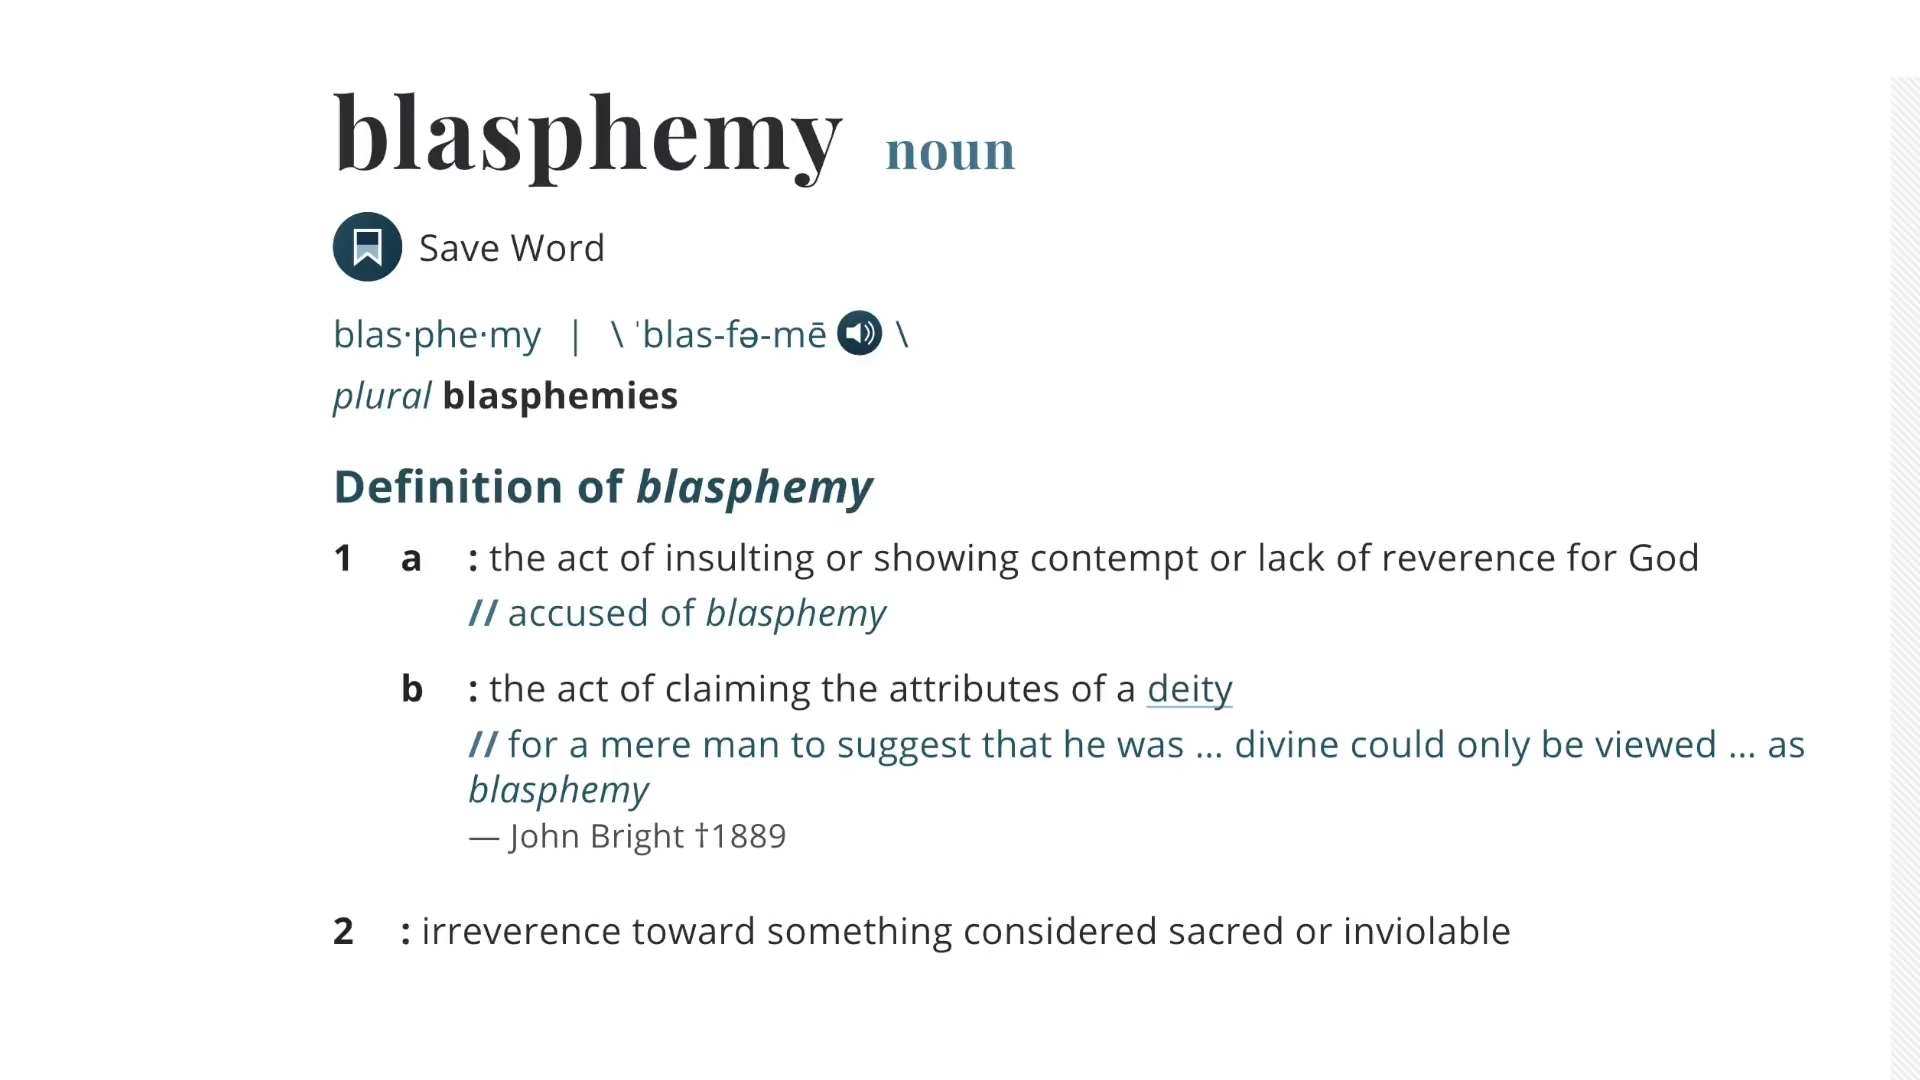 blasphemy noun
Save Word
blas·phe·my | \ ˈblas-fə-mē \
plural blasphemies
Definition of blasphemy
1 a : the act of insulting or showing contempt or lack of reverence for God
// accused of blasphemy
b : the act of claiming the attributes of a deity
// for a mere man to suggest that he was ... divine could only be viewed ... as
blasphemy
— John Bright †1889
2 : irreverence toward something considered sacred or inviolable